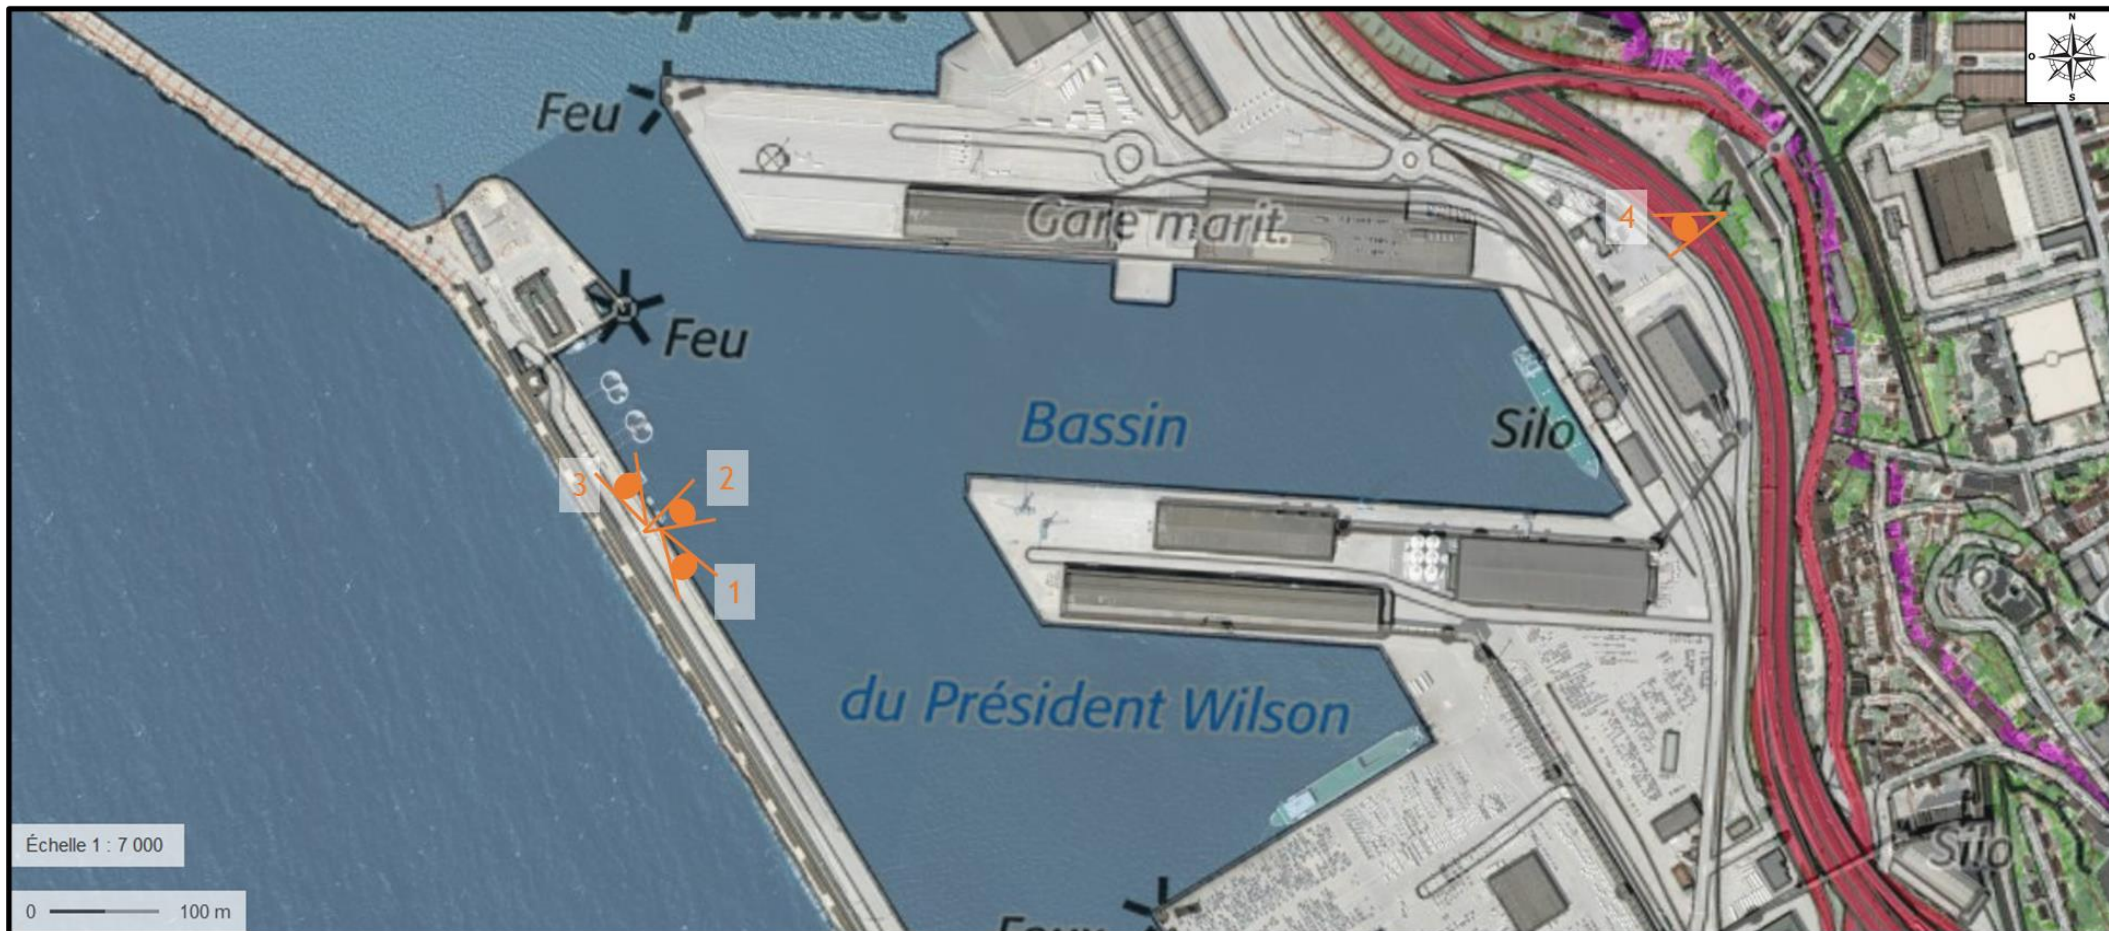 N
O
S
Feu
4
4
Gare marit.
Feu
Bassin
Silo
3
2
1
du Président Wilson
Échelle 1 : 7 000
Silo
0 100 m